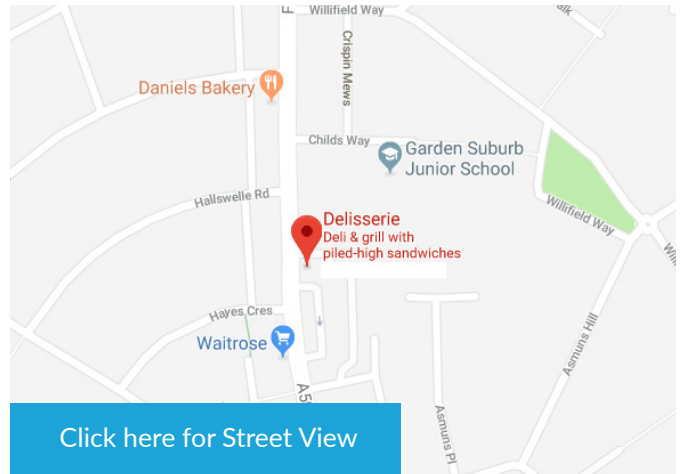 Willifield Way
Crispin Mews
Daniels Bakery
Childs Way
Garden Suburb
Junior School
Hallswelle Rd
Willifield Way
Delisserie
Deli & grill with
piled-high sandwiches
Hayes Cres
Waitrose
Asmuns Hill
Asmuns Pl
Click here for Street View